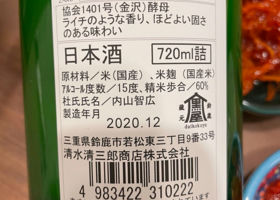 協会1401号(金沢)酵母
ライチのような香り、ほどよい固さ
のある味わい
日本酒 720ml詰
原材料/米(国産)、米麹(国産米)
アルコール度数/15度、精米歩合/60%
杜氏氏名/内山智広
製造年月 2020.12
三重県鈴鹿市若松東三丁目9番33号
清水清三郎商店株式会社
4 983422 310222